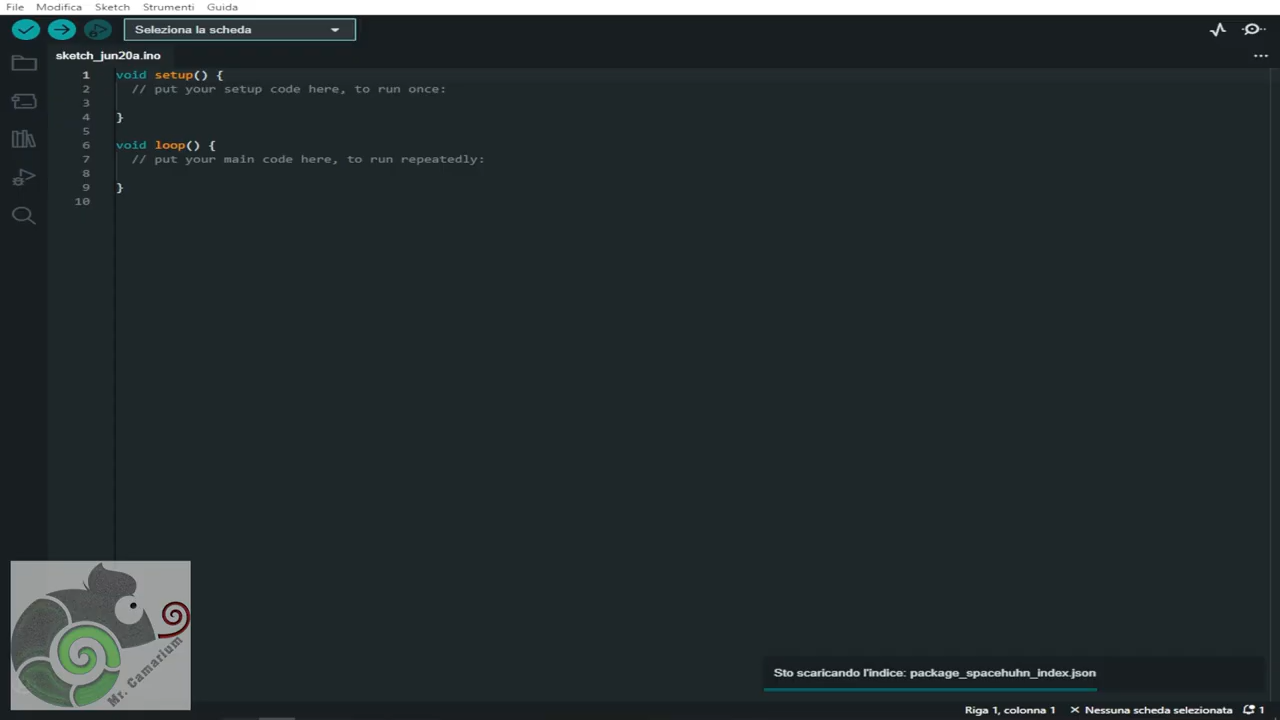 File Modifica Sketch Strumenti Guida
Seleziona la scheda
sketch_jun20a.ino
1 void setup() {
2 // put your setup code here, to run once:
3
4 }
5
6 void loop() {
7 // put your main code here, to run repeatedly:
8
9 }
10
Mr. Camarium
Sto scaricando l'indice: package_spacehuhn_index.json
Riga 1, colonna 1 Nessuna scheda selezionata 1